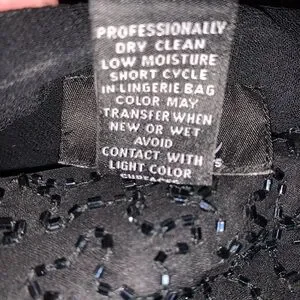 PROFESSIONALLY
DRY CLEAN
LOW MOISTURE
SHORT CYCLE
IN LINGERIE BAG
COLOR MAY
TRANSFER WHEN
NEW OR WET
AVOID
CONTACT WITH
LIGHT COLOR
SURFACES
S